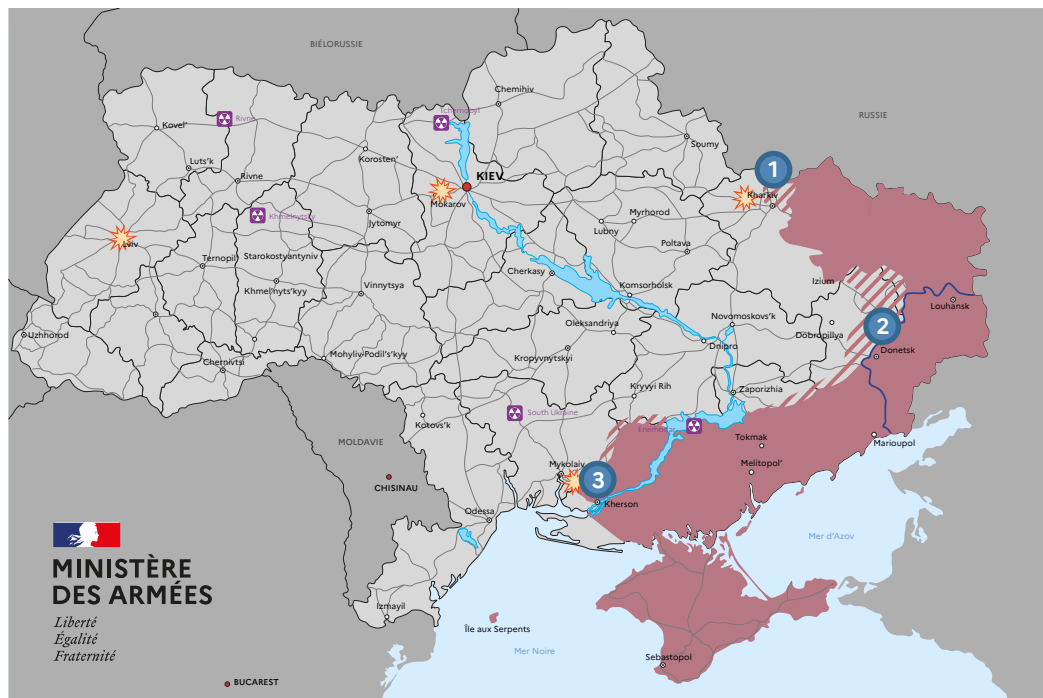 BIÉLORUSSIE
Chemihiv
Tchernobyl
Rivne
Kovel'
RUSSIE
Soumy
Korosten'
Luts'k
Rivne
KIEV
1
Kharkiv
Mokarov
Khmelnytsky
Jytomyr
Myrhorod
Lubny
Poltava
Lviv
Ternopil
Starokostyantyniv
Cherkasy
Izium
Khmel'nyts'kyy
Vinnytsya
Komsorholsk
Louhansk
Novomoskovs'k
2
Oleksandriya
Dobropillya
Uzhhorod
Dnipro
Donetsk
Chernivtsi
Mohyliv-Podil's'kyy
Kropyvnytskyi
Kryvyi Rih
Zaporizhia
South Ukraine
Kotovs'k
Enerhodar
MOLDAVIE
Tokmak
Marioupol
Mykolaiv
Melitopol'
3
CHISINAU
Kherson
Odessa
Mer d'Azov
MINISTÈRE
DES ARMÉES
Liberté
Égalité
Fraternité
Izmayil
Île aux Serpents
Mer Noire
Sebastopol
BUCAREST